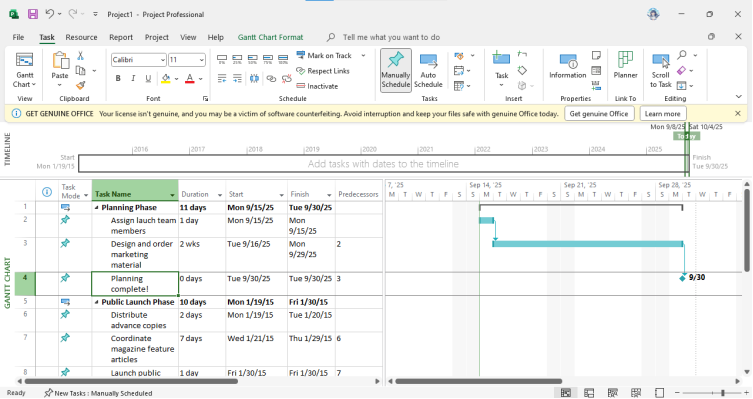 Project1 - Project Professional
File Task Resource Report Project View Help Gantt Chart Format Tell me what you want to do
Gantt Chart
View
Paste
Clipboard
Calibri 11
B I U A
Font
Mark on Track
Respect Links
Inactivate
Schedule
Manually Schedule
Auto Schedule
Tasks
Task
Insert
Information
Properties
Planner
Link To
Scroll to Task
Editing
GET GENUINE OFFICE Your license isn't genuine, and you may be a victim of software counterfeiting. Avoid interruption and keep your files safe with genuine Office today. Get genuine Office Learn more
Mon 9/8/25 Sat 10/4/25
Today
TIMELINE
2016 2017 2018 2019 2020 2021 2022 2023 2024 2025
Start
Mon 1/19/15
Add tasks with dates to the timeline
Finish
Tue 9/30/25
Task Mode Task Name Duration Start Finish Predecessors
7, '25 Sep 14, '25 Sep 21, '25 Sep 28, '25
M T W T F S S M T W T F S S M T W T F S S M T W T F
GANTT CHART
1 Planning Phase 11 days Mon 9/15/25 Tue 9/30/25
2 Assign lauch team members 1 day Mon 9/15/25 Mon 9/15/25
3 Design and order marketing material 2 wks Tue 9/16/25 Mon 9/29/25 2
4 Planning complete! 0 days Tue 9/30/25 Tue 9/30/25 3
9/30
5 Public Launch Phase 10 days Mon 1/19/15 Fri 1/30/15
6 Distribute advance copies 2 days Mon 1/19/15 Tue 1/20/15
7 Coordinate magazine feature articles 7 days Wed 1/21/15 Thu 1/29/15 6
8 Launch public 1 day Fri 1/30/15 Fri 1/30/15 7
Ready New Tasks : Manually Scheduled